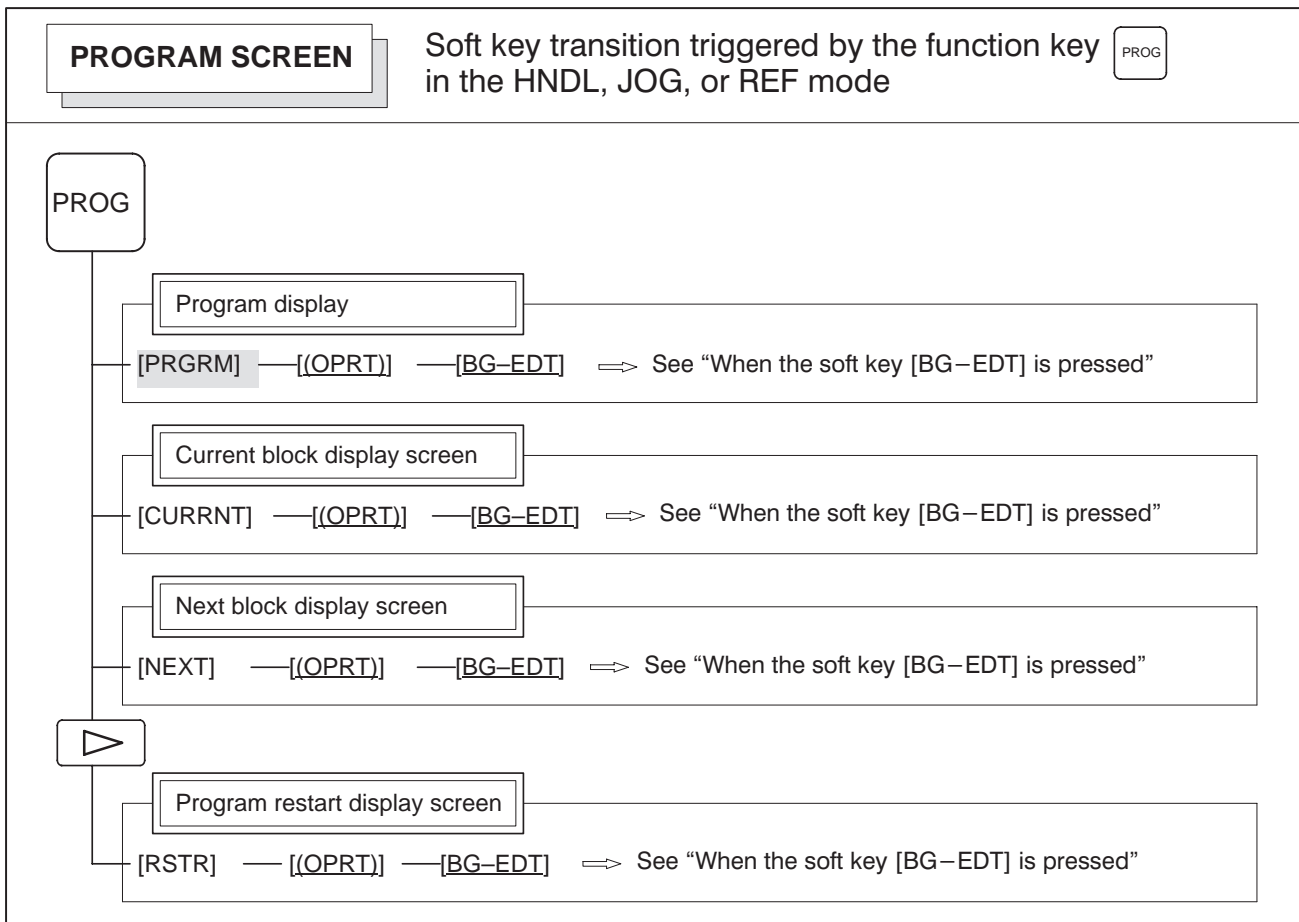 PROGRAM SCREEN
Soft key transition triggered by the function key PROG
in the HNDL, JOG, or REF mode
PROG
Program display
[PRGRM] [(OPRT)] [BG–EDT] See “When the soft key [BG−EDT] is pressed”
Current block display screen
[CURRNT] [(OPRT)] [BG–EDT] See “When the soft key [BG−EDT] is pressed”
Next block display screen
[NEXT] [(OPRT)] [BG–EDT] See “When the soft key [BG−EDT] is pressed”
Program restart display screen
[RSTR] [(OPRT)] [BG–EDT] See “When the soft key [BG−EDT] is pressed”